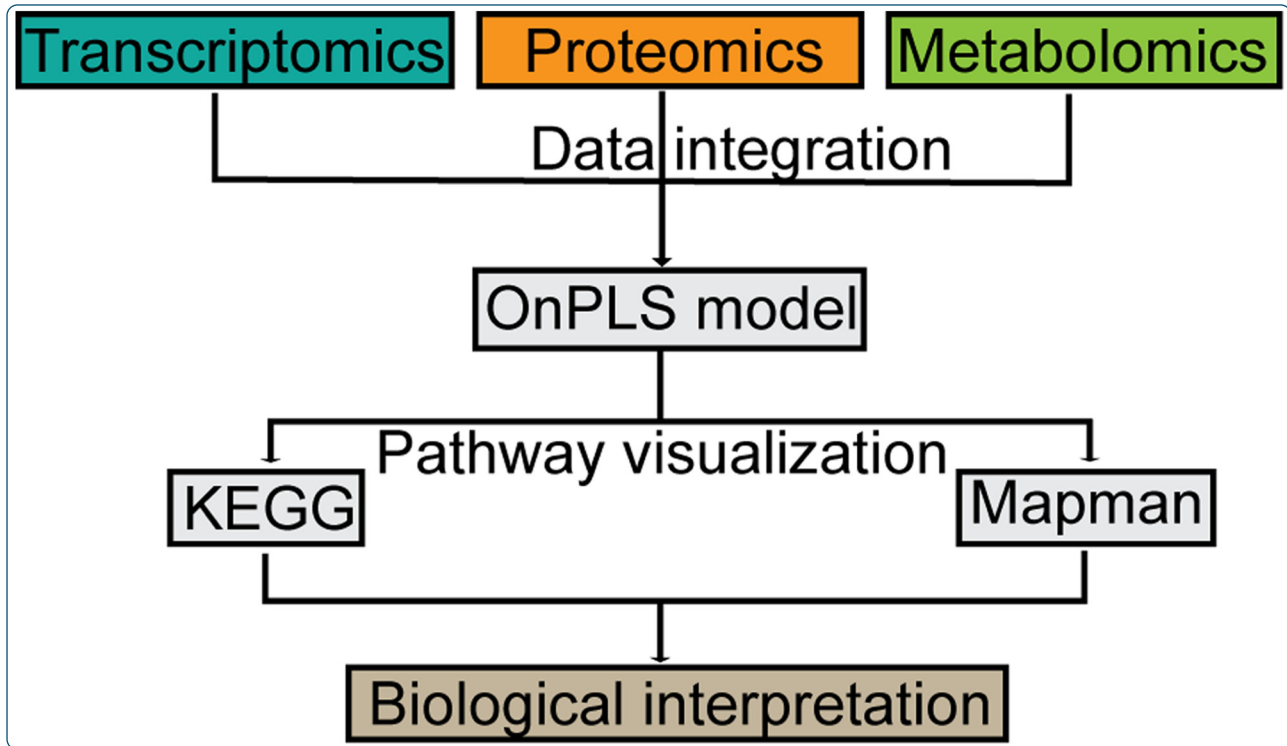 Transcriptomics
Proteomics
Metabolomics
Data integration
OnPLS model
Pathway visualization
KEGG
Mapman
Biological interpretation